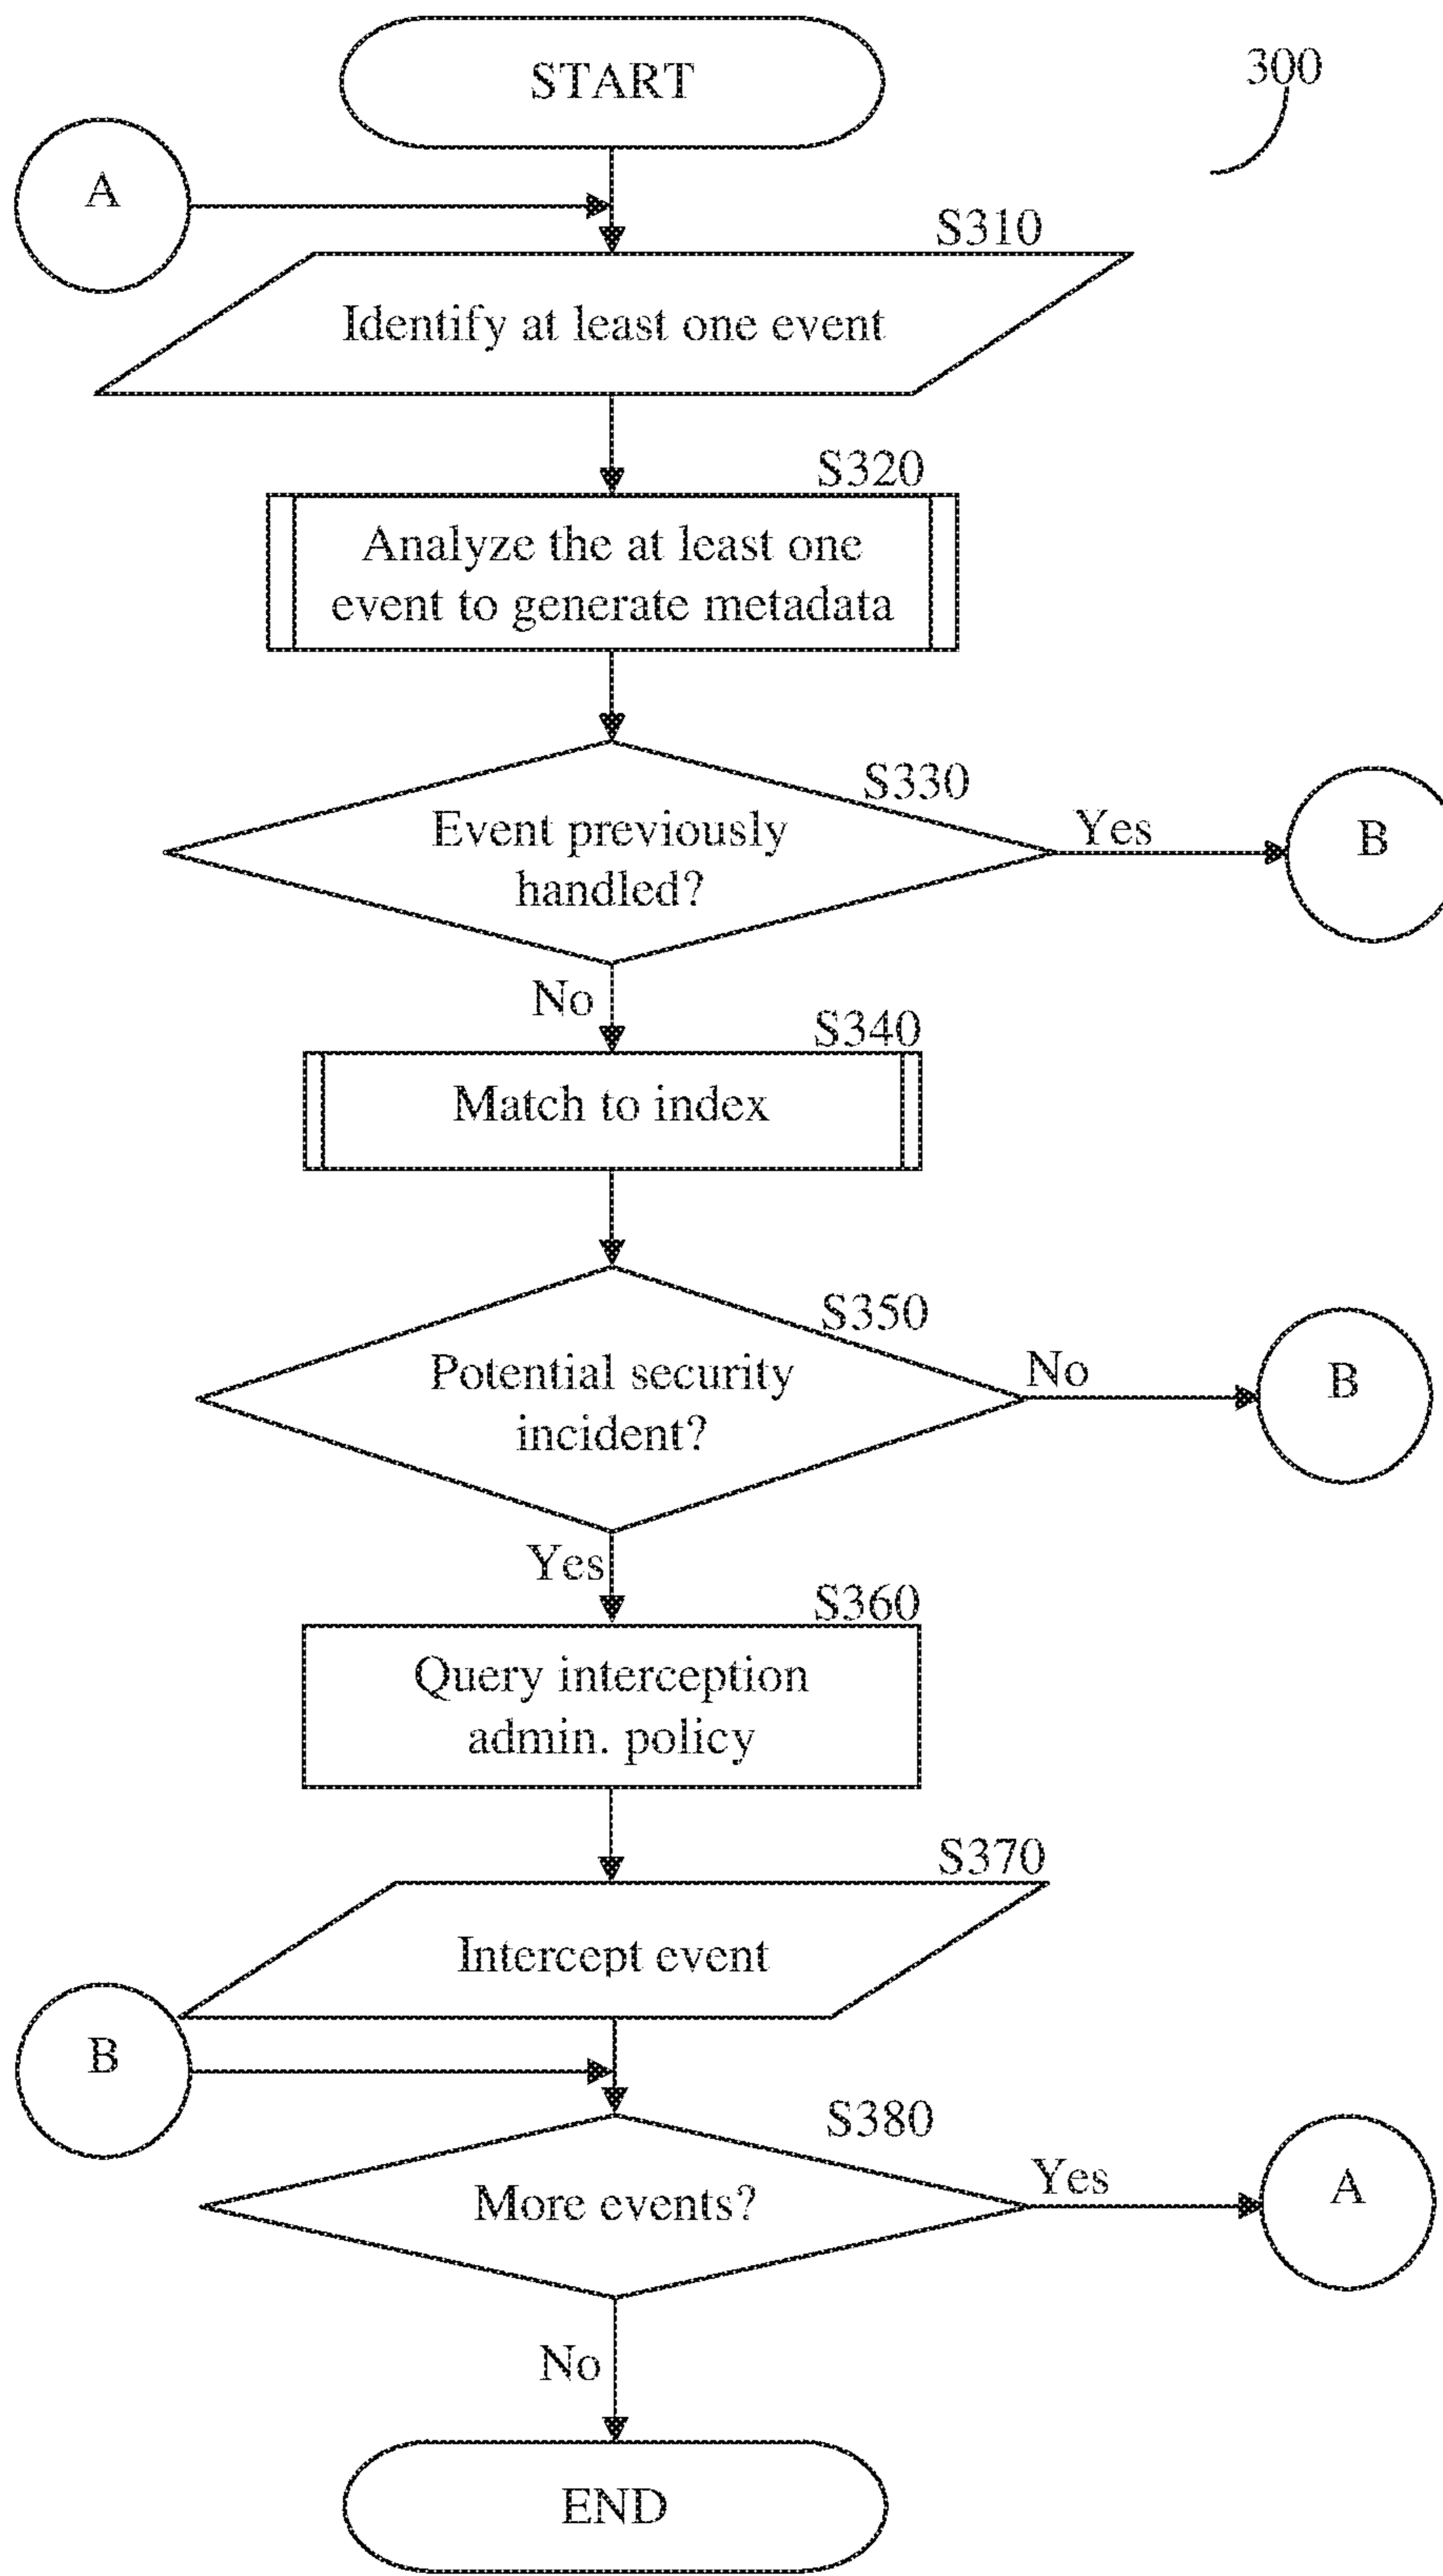 START
300
A
S310
Identify at least one event
S320
Analyze the at least one
event to generate metadata
S330
Event previously
handled?
Yes
B
No
S340
Match to index
S350
Potential security
incident?
No
B
Yes
S360
Query interception
admin. policy
S370
Intercept event
B
S380
More events?
Yes
A
No
END